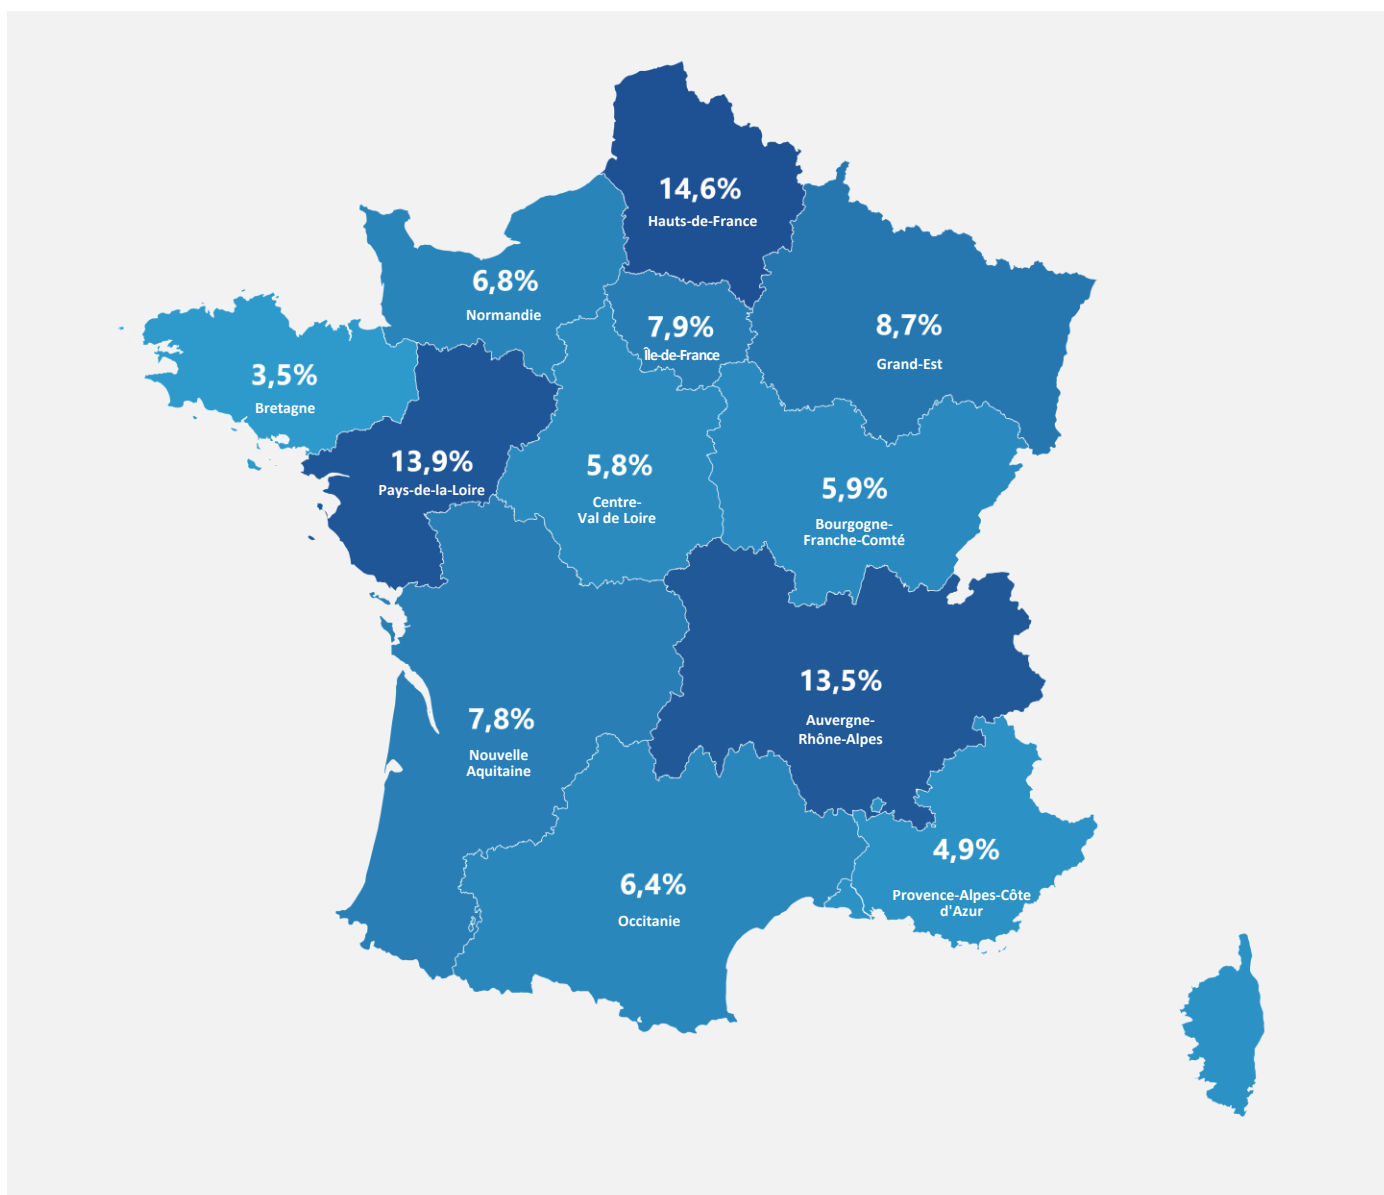 14,6%
Hauts-de-France
6,8%
Normandie
7,9%
Île-de-France
8,7%
Grand-Est
3,5%
Bretagne
13,9%
Pays-de-la-Loire
5,8%
Centre-
Val de Loire
5,9%
Bourgogne-
Franche-Comté
13,5%
Auvergne-
Rhône-Alpes
7,8%
Nouvelle
Aquitaine
4,9%
Provence-Alpes-Côte
d'Azur
6,4%
Occitanie